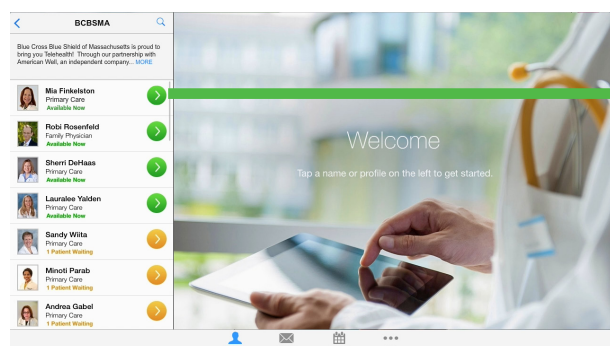 BCBSMA
Blue Cross Blue Shield of Massachusetts is proud to
bring you Telehealth! Through our partnership with
American Well, an independent company... MORE
Mia Finkelston
Primary Care
Available Now
Robi Rosenfeld
Family Physician
Available Now
Sherri DeHaas
Primary Care
Available Now
Lauralee Yalden
Primary Care
Available Now
Sandy Wiita
Primary Care
1 Patient Waiting
Minoti Parab
Primary Care
1 Patient Waiting
Andrea Gabel
Primary Care
1 Patient Waiting
Welcome
Tap a name or profile on the left to get started.